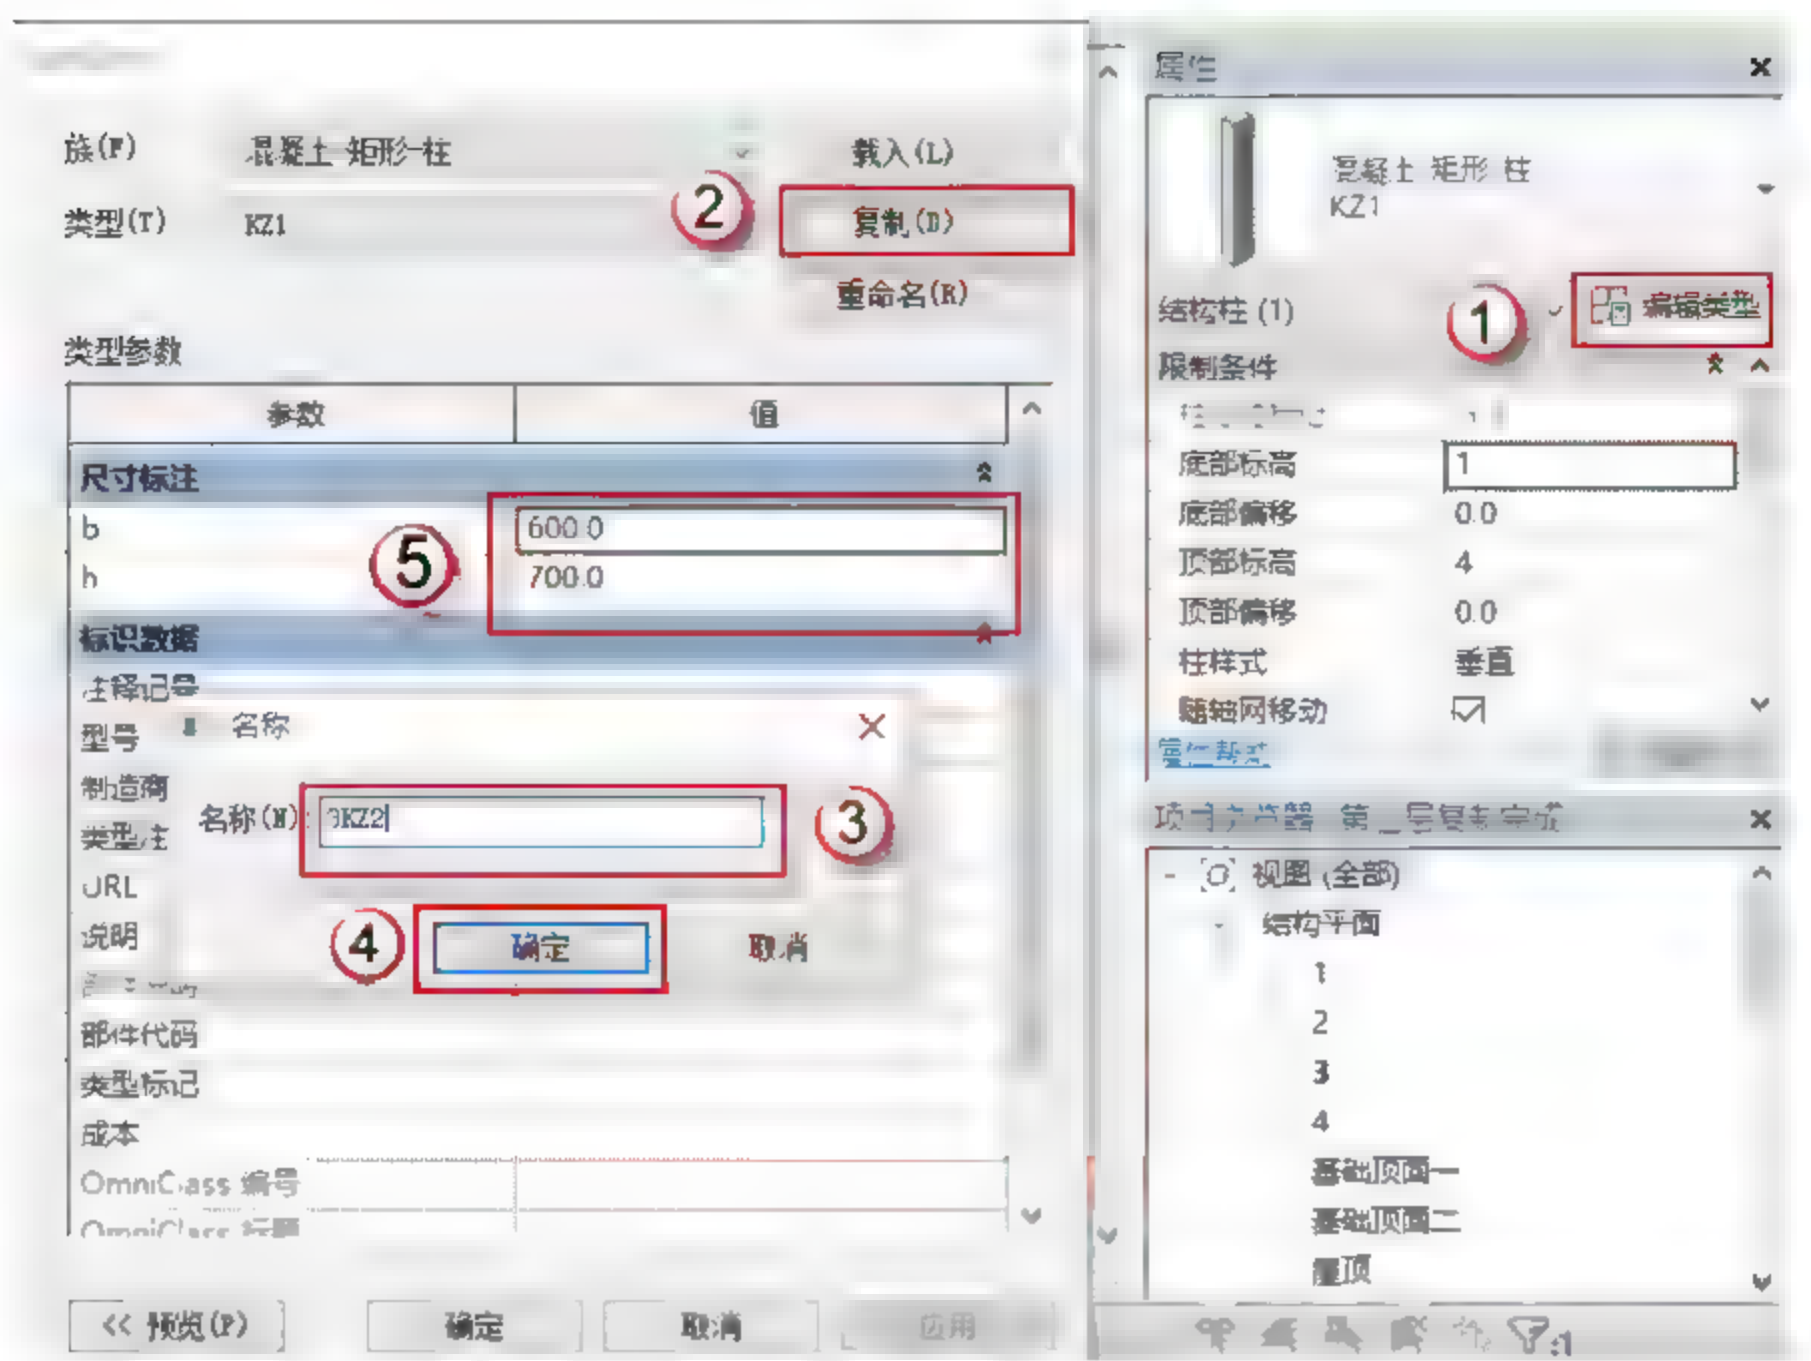 族(F)
混凝土-矩形-柱
载入(L)
类型(T)
KZ1
2
复制(D)
重命名(R)
类型参数
参数
值
尺寸标注
b
600.0
h
700.0
5
标识数据
注释记号
型号
制造商
类型注
URL
说明
部件代码
类型标记
成本
OmniClass 编号
OmniClass 标题
名称
名称(N):
KZ2
3
4
确定
取消
<< 预览(P)
确定
取消
应用
属性
混凝土 矩形 柱
KZ1
结构柱 (1)
1
编辑类型
限制条件
底部标高
1
底部偏移
0.0
顶部标高
4
顶部偏移
0.0
柱样式
垂直
随轴网移动
属性帮助
视图 (全部)
结构平面
1
2
3
4
基础顶面一
基础顶面二
屋顶
:1